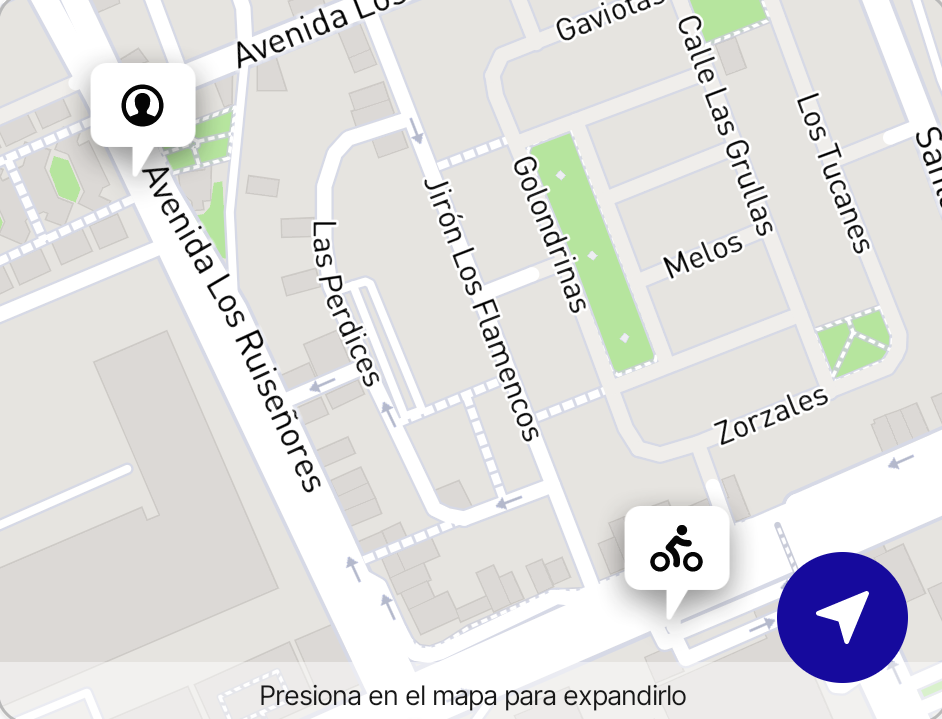 Avenida Los
Gaviotas
Calle Las Grullas
Los Tucanes
Avenida Los Ruiseñores
Las Perdices
Jirón Los Flamencos
Golondrinas
Melos
Zorzales
Presiona en el mapa para expandirlo